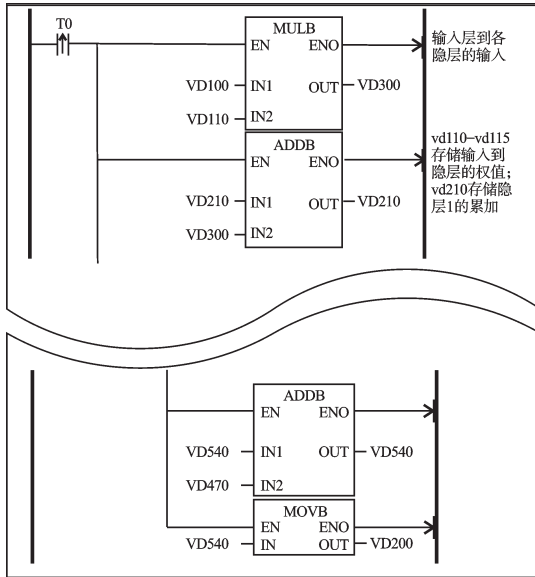 T0
MULB
EN ENO
VD100 IN1 OUT VD300
VD110 IN2
输入层到各
隐层的输入
ADDB
EN ENO
VD210 IN1 OUT VD210
VD300 IN2
vd110-vd115
存储输入到
隐层的权值;
vd210存储隐
层1的累加
ADDB
EN ENO
VD540 IN1 OUT VD540
VD470 IN2
MOVB
EN ENO
VD540 IN OUT VD200